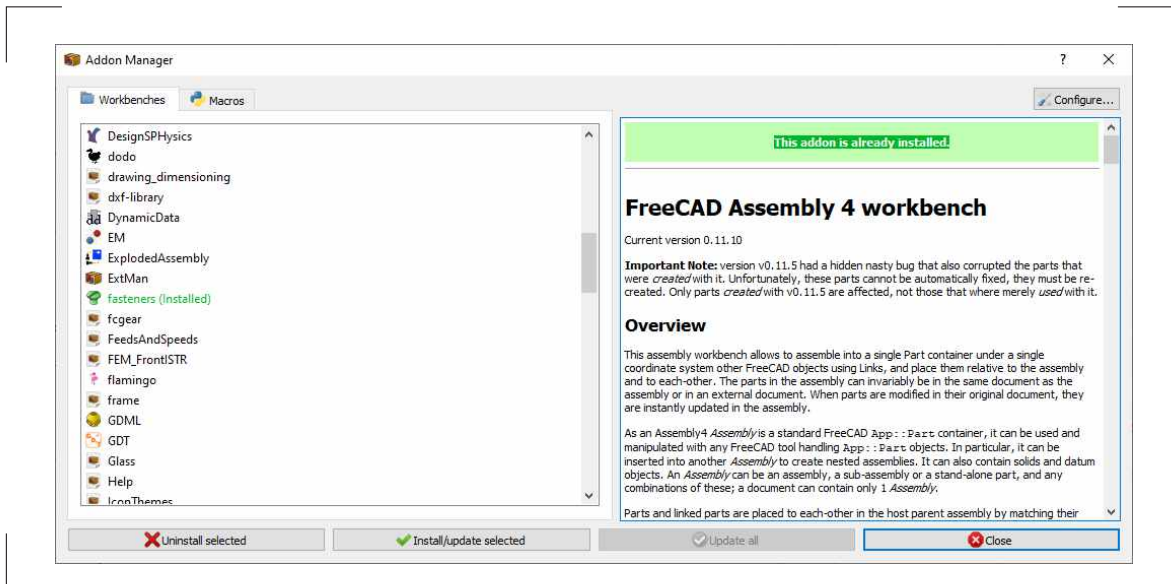 Addon Manager
?
Workbenches
Macros
Configure...
DesignSPHysics
dodo
drawing_dimensioning
dxf-library
DynamicData
EM
ExplodedAssembly
ExtMan
fasteners (Installed)
fcgear
FeedsAndSpeeds
FEM_FrontISTR
flamingo
frame
GDML
GDT
Glass
Help
IconThemes
This addon is already installed.
FreeCAD Assembly 4 workbench
Current version 0.11.10
Important Note: version v0.11.5 had a hidden nasty bug that also corrupted the parts that
were created with it. Unfortunately, these parts cannot be automatically fixed, they must be re-
created. Only parts created with v0.11.5 are affected, not those that where merely used with it.
Overview
This assembly workbench allows to assemble into a single Part container under a single
coordinate system other FreeCAD objects using Links, and place them relative to the assembly
and to each-other. The parts in the assembly can invariably be in the same document as the
assembly or in an external document. When parts are modified in their original document, they
are instantly updated in the assembly.
As an Assembly4 Assembly is a standard FreeCAD App::Part container, it can be used and
manipulated with any FreeCAD tool handling App::Part objects. In particular, it can be
inserted into another Assembly to create nested assemblies. It can also contain solids and datum
objects. An Assembly can be an assembly, a sub-assembly or a stand-alone part, and any
combinations of these; a document can contain only 1 Assembly.
Parts and linked parts are placed to each-other in the host parent assembly by matching their
Uninstall selected
Install/update selected
Update all
Close